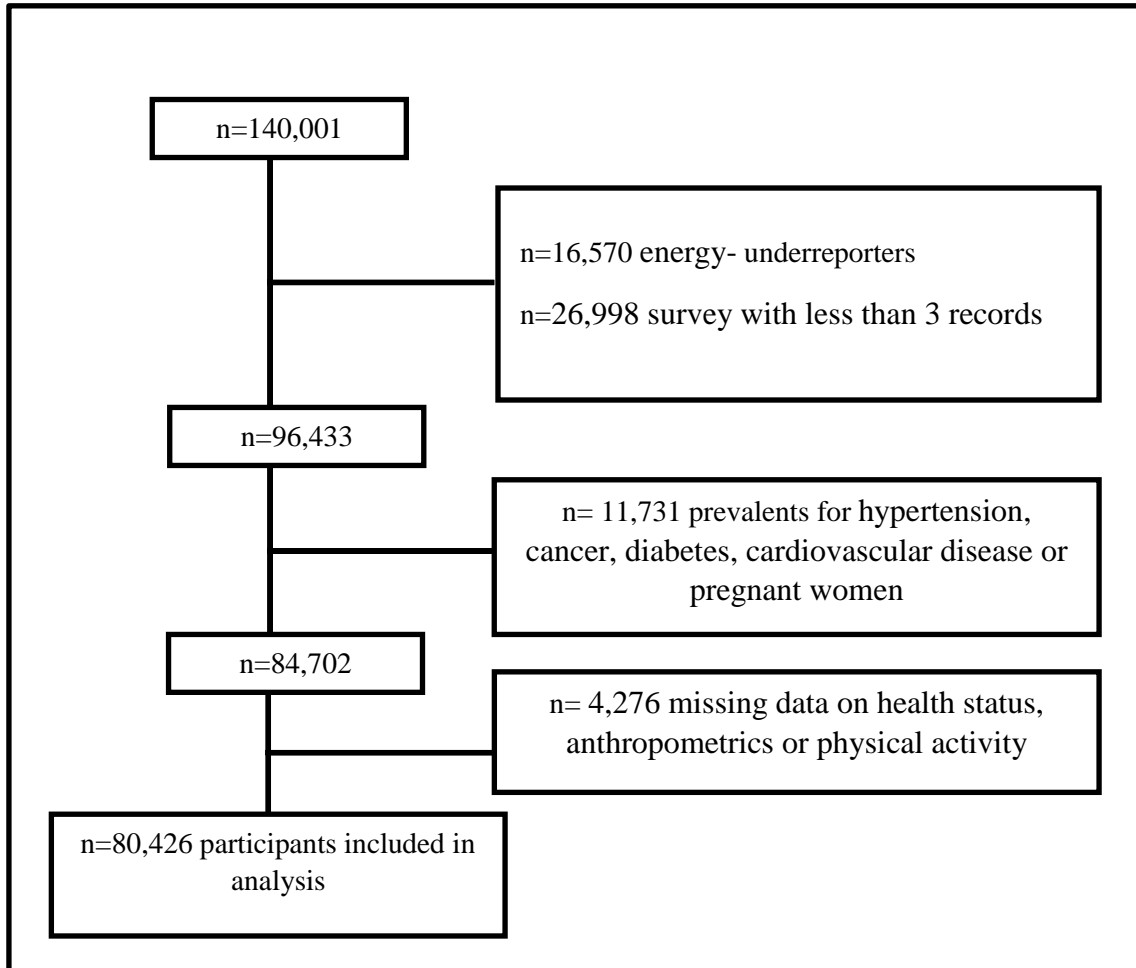 n=140,001
n=16,570 energy- underreporters
n=26,998 survey with less than 3 records
n=96,433
n= 11,731 prevalents for hypertension,
cancer, diabetes, cardiovascular disease or
pregnant women
n=84,702
n= 4,276 missing data on health status,
anthropometrics or physical activity
n=80,426 participants included in
analysis